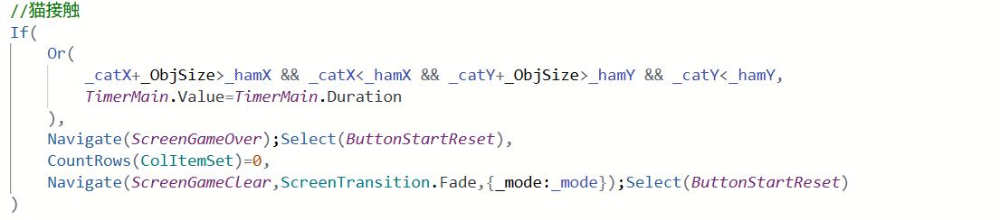 //猫接触
If(
Or(
_catX+_ObjSize>_hamX && _catX<_hamX && _catY+_ObjSize>_hamY && _catY<_hamY,
TimerMain.Value=TimerMain.Duration
),
Navigate(ScreenGameOver);Select(ButtonStartReset),
CountRows(ColItemSet)=0,
Navigate(ScreenGameClear,ScreenTransition.Fade,{_mode:_mode});Select(ButtonStartReset)
)